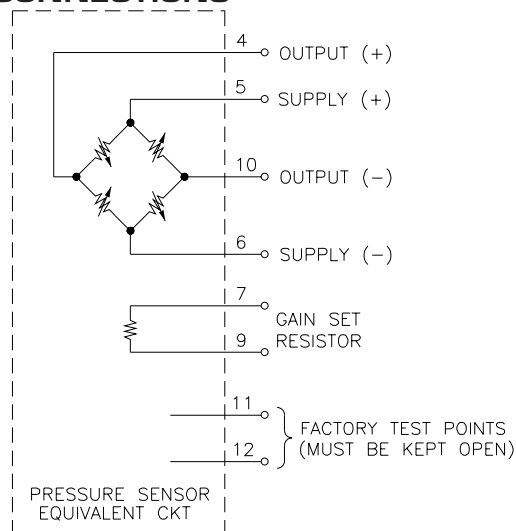 CONNECTIONS
4
OUTPUT (+)
5
SUPPLY (+)
10
OUTPUT (−)
6
SUPPLY (−)
7
GAIN SET
RESISTOR
9
11
FACTORY TEST POINTS
(MUST BE KEPT OPEN)
12
PRESSURE SENSOR
EQUIVALENT CKT